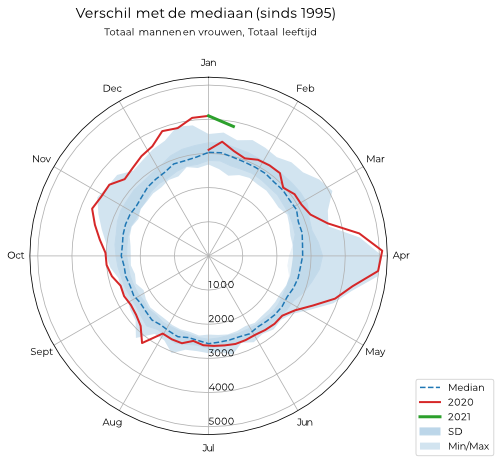 Verschil met de mediaan (sinds 1995)
Totaal mannen en vrouwen, Totaal leeftijd
Jan
Dec
Feb
Nov
Mar
Oct
Apr
1000
2000
Sept
May
3000
4000
Median
2020
Aug
Jun
5000
2021
SD
Jul
Min/Max